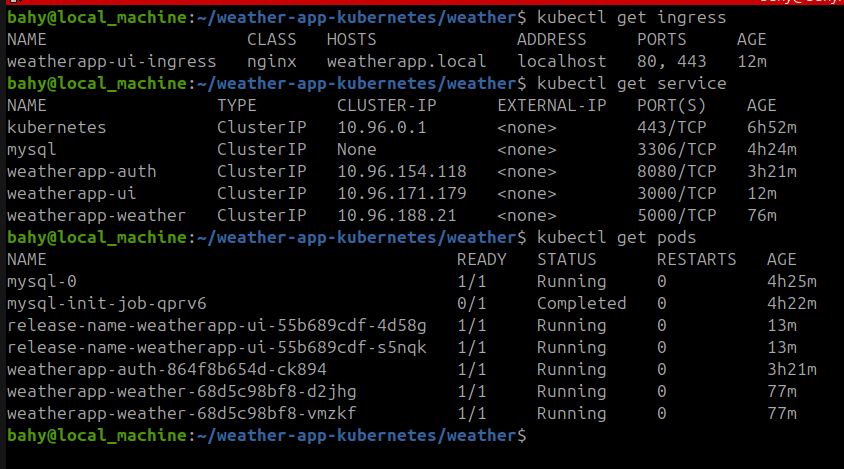 bahy@local_machine:~/weather-app-kubernetes/weather$ kubectl get ingress
NAME CLASS HOSTS ADDRESS PORTS AGE
weatherapp-ui-ingress nginx weatherapp.local localhost 80, 443 12m
bahy@local_machine:~/weather-app-kubernetes/weather$ kubectl get service
NAME TYPE CLUSTER-IP EXTERNAL-IP PORT(S) AGE
kubernetes ClusterIP 10.96.0.1 <none> 443/TCP 6h52m
mysql ClusterIP None <none> 3306/TCP 4h24m
weatherapp-auth ClusterIP 10.96.154.118 <none> 8080/TCP 3h21m
weatherapp-ui ClusterIP 10.96.171.179 <none> 3000/TCP 12m
weatherapp-weather ClusterIP 10.96.188.21 <none> 5000/TCP 76m
bahy@local_machine:~/weather-app-kubernetes/weather$ kubectl get pods
NAME READY STATUS RESTARTS AGE
mysql-0 1/1 Running 0 4h25m
mysql-init-job-qprv6 0/1 Completed 0 4h22m
release-name-weatherapp-ui-55b689cdf-4d58g 1/1 Running 0 13m
release-name-weatherapp-ui-55b689cdf-s5nqk 1/1 Running 0 13m
weatherapp-auth-864f8b654d-ck894 1/1 Running 0 3h21m
weatherapp-weather-68d5c98bf8-d2jhg 1/1 Running 0 77m
weatherapp-weather-68d5c98bf8-vmzkf 1/1 Running 0 77m
bahy@local_machine:~/weather-app-kubernetes/weather$